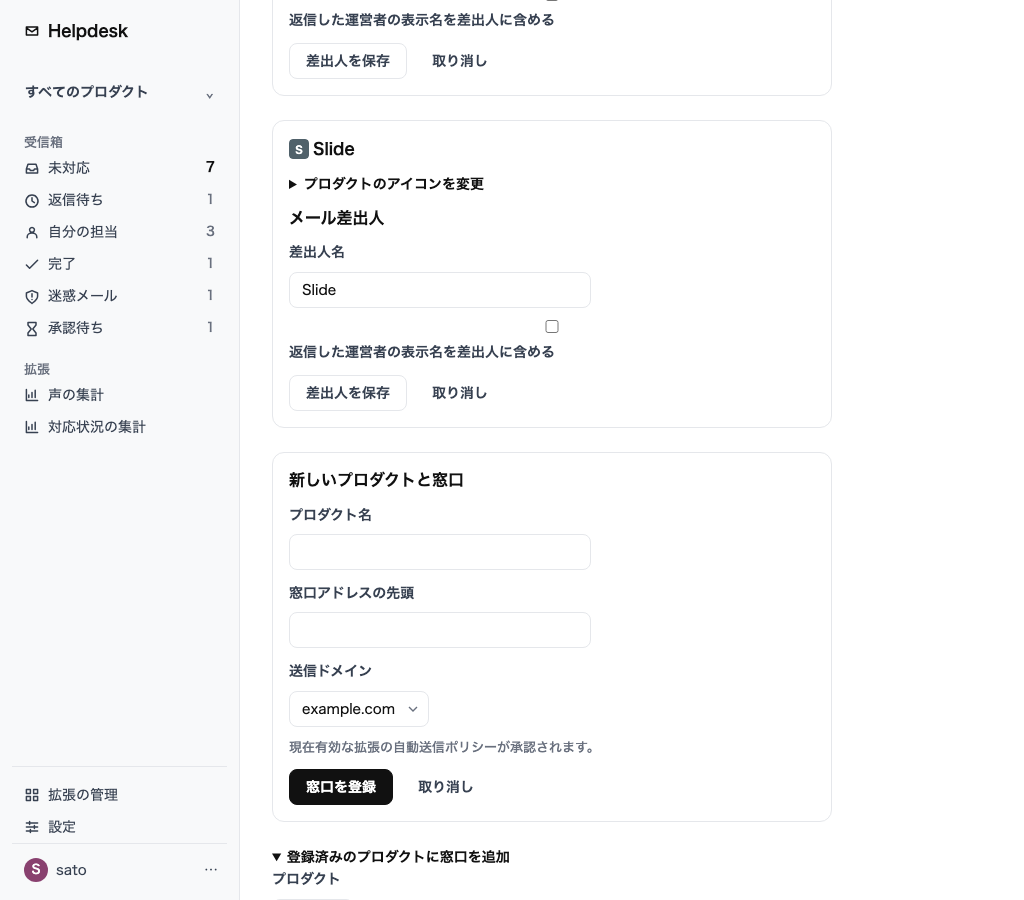 Helpdesk
すべてのプロダクト
受信箱
未対応 7
返信待ち 1
自分の担当 3
完了 1
迷惑メール 1
承認待ち 1
拡張
声の集計
対応状況の集計
拡張の管理
設定
S sato ...
返信した運営者の表示名を差出人に含める
差出人を保存 取り消し
S Slide
プロダクトのアイコンを変更
メール差出人
差出人名
Slide
返信した運営者の表示名を差出人に含める
差出人を保存 取り消し
新しいプロダクトと窓口
プロダクト名
窓口アドレスの先頭
送信ドメイン
example.com
現在有効な拡張の自動送信ポリシーが承認されます。
窓口を登録 取り消し
登録済みのプロダクトに窓口を追加
プロダクト